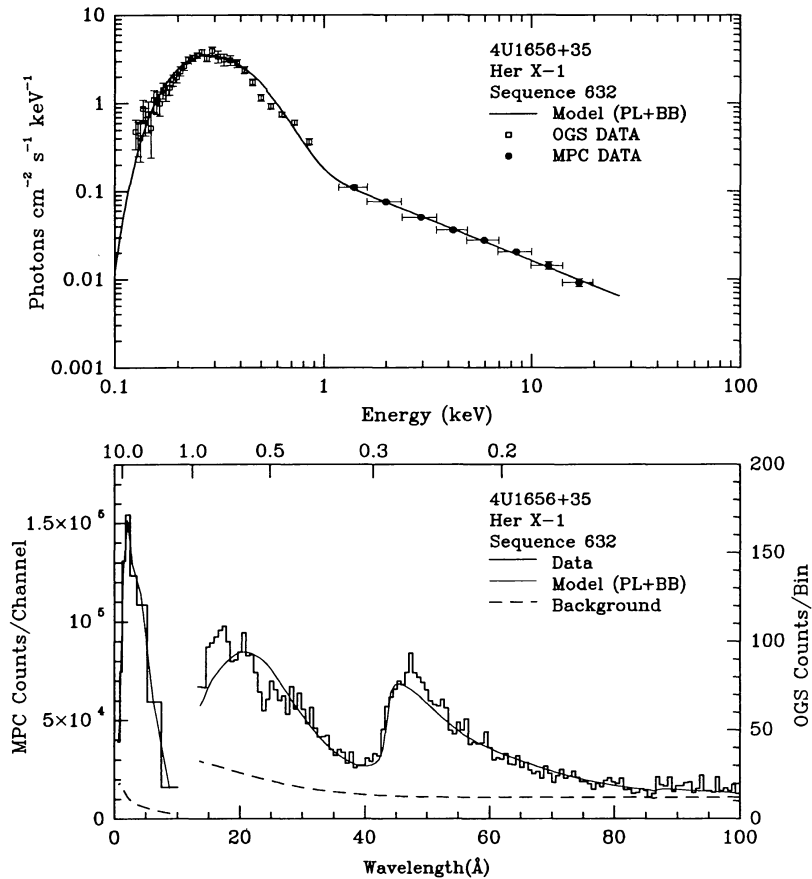 10
1
0.1
0.01
0.001
Photons cm⁻² s⁻¹ keV⁻¹
4U1656+35
Her X-1
Sequence 632
Model (PL+BB)
OGS DATA
MPC DATA
0.1 1 10 100
Energy (keV)
10.0 1.0 0.5 0.3 0.2
1.5×10⁵
10⁵
5×10⁴
0
MPC Counts/Channel
4U1656+35
Her X-1
Sequence 632
Data
Model (PL+BB)
Background
200
150
100
50
0
OGS Counts/Bin
0 20 40 60 80 100
Wavelength(Å)